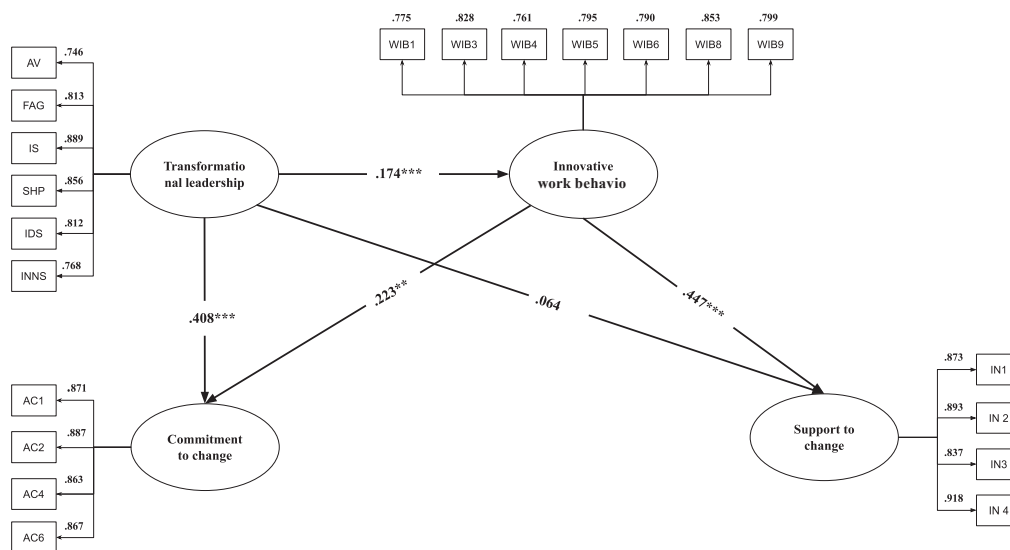 .775
.828
.761
.795
.790
.853
.799
WIB1
WIB3
WIB4
WIB5
WIB6
WIB8
WIB9
.746
AV
.813
FAG
.889
IS
.856
SHP
.812
IDS
.768
INNS
Transformatio
nal leadership
.174***
Innovative
work behavio
.408***
.223**
.064
.447***
.871
AC1
.887
AC2
.863
AC4
.867
AC6
Commitment
to change
Support to
change
.873
IN1
.893
IN 2
.837
IN3
.918
IN 4